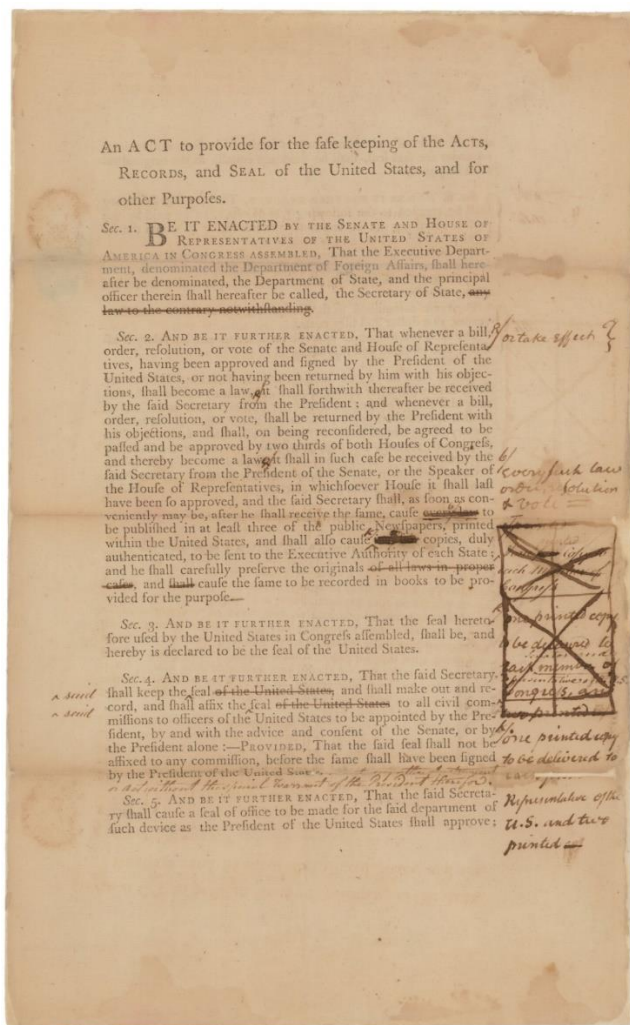 An ACT to provide for the safe keeping of the ACTS,
RECORDS, and SEAL of the United States, and for
other Purposes.
Sec. 1. BE IT ENACTED BY THE SENATE AND HOUSE OF
REPRESENTATIVES OF THE UNITED STATES OF
AMERICA IN CONGRESS ASSEMBLED, That the Executive Depart-
ment, denominated the Department of Foreign Affairs, shall here-
after be denominated, the Department of State, and the principal
officer therein shall hereafter be called, the Secretary of State, any
law to the contrary notwithstanding.
Sec. 2. AND BE IT FURTHER ENACTED, That whenever a bill,
order, resolution, or vote of the Senate and House of Representa-
tives, having been approved and signed by the President of the
United States, or not having been returned by him with his objec-
tions, shall become a law, it shall forthwith thereafter be received
by the said Secretary from the President; and whenever a bill,
order, resolution, or vote, shall be returned by the President with
his objections, and shall, on being reconsidered, be agreed to be
passed and be approved by two thirds of both Houses of Congress,
and thereby become a law, it shall in such case be received by the
said Secretary from the President of the Senate, or the Speaker of
the House of Representatives, in whichsoever House it shall last
have been so approved, and the said Secretary shall, as soon as con-
veniently may be, after he shall receive the same, cause to
be published in at least three of the public Newspapers, printed
within the United States, and shall also cause copies, duly
authenticated, to be sent to the Executive Authority of each State;
and he shall carefully preserve the originals of all laws in proper
cases, and shall cause the same to be recorded in books to be pro-
vided for the purpose.
Sec. 3. AND BE IT FURTHER ENACTED, That the seal hereto-
fore used by the United States in Congress assembled, shall be, and
hereby is declared to be the seal of the United States.
Sec. 4. AND BE IT FURTHER ENACTED, That the said Secretary
shall keep the seal of the United States, and shall make out and re-
cord, and shall affix the seal of the United States to all civil com-
missions to officers of the United States to be appointed by the Pre-
sident, by and with the advice and consent of the Senate, or by
the President alone:—PROVIDED, That the said seal shall not be
affixed to any commission, before the same shall have been signed
by the President of the United
without the special warrant of the President therefor
Sec. 5. AND BE IT FURTHER ENACTED, That the said Secreta-
ry shall cause a seal of office to be made for the said department of
such device as the President of the United States shall approve;
^ said
^ said
or take effect
every such law
order resolution
& vote
one printed copy
to be delivered to
Congress, and
two printed
one printed copy
to be delivered to
Representative of the
U.S. and two
printed